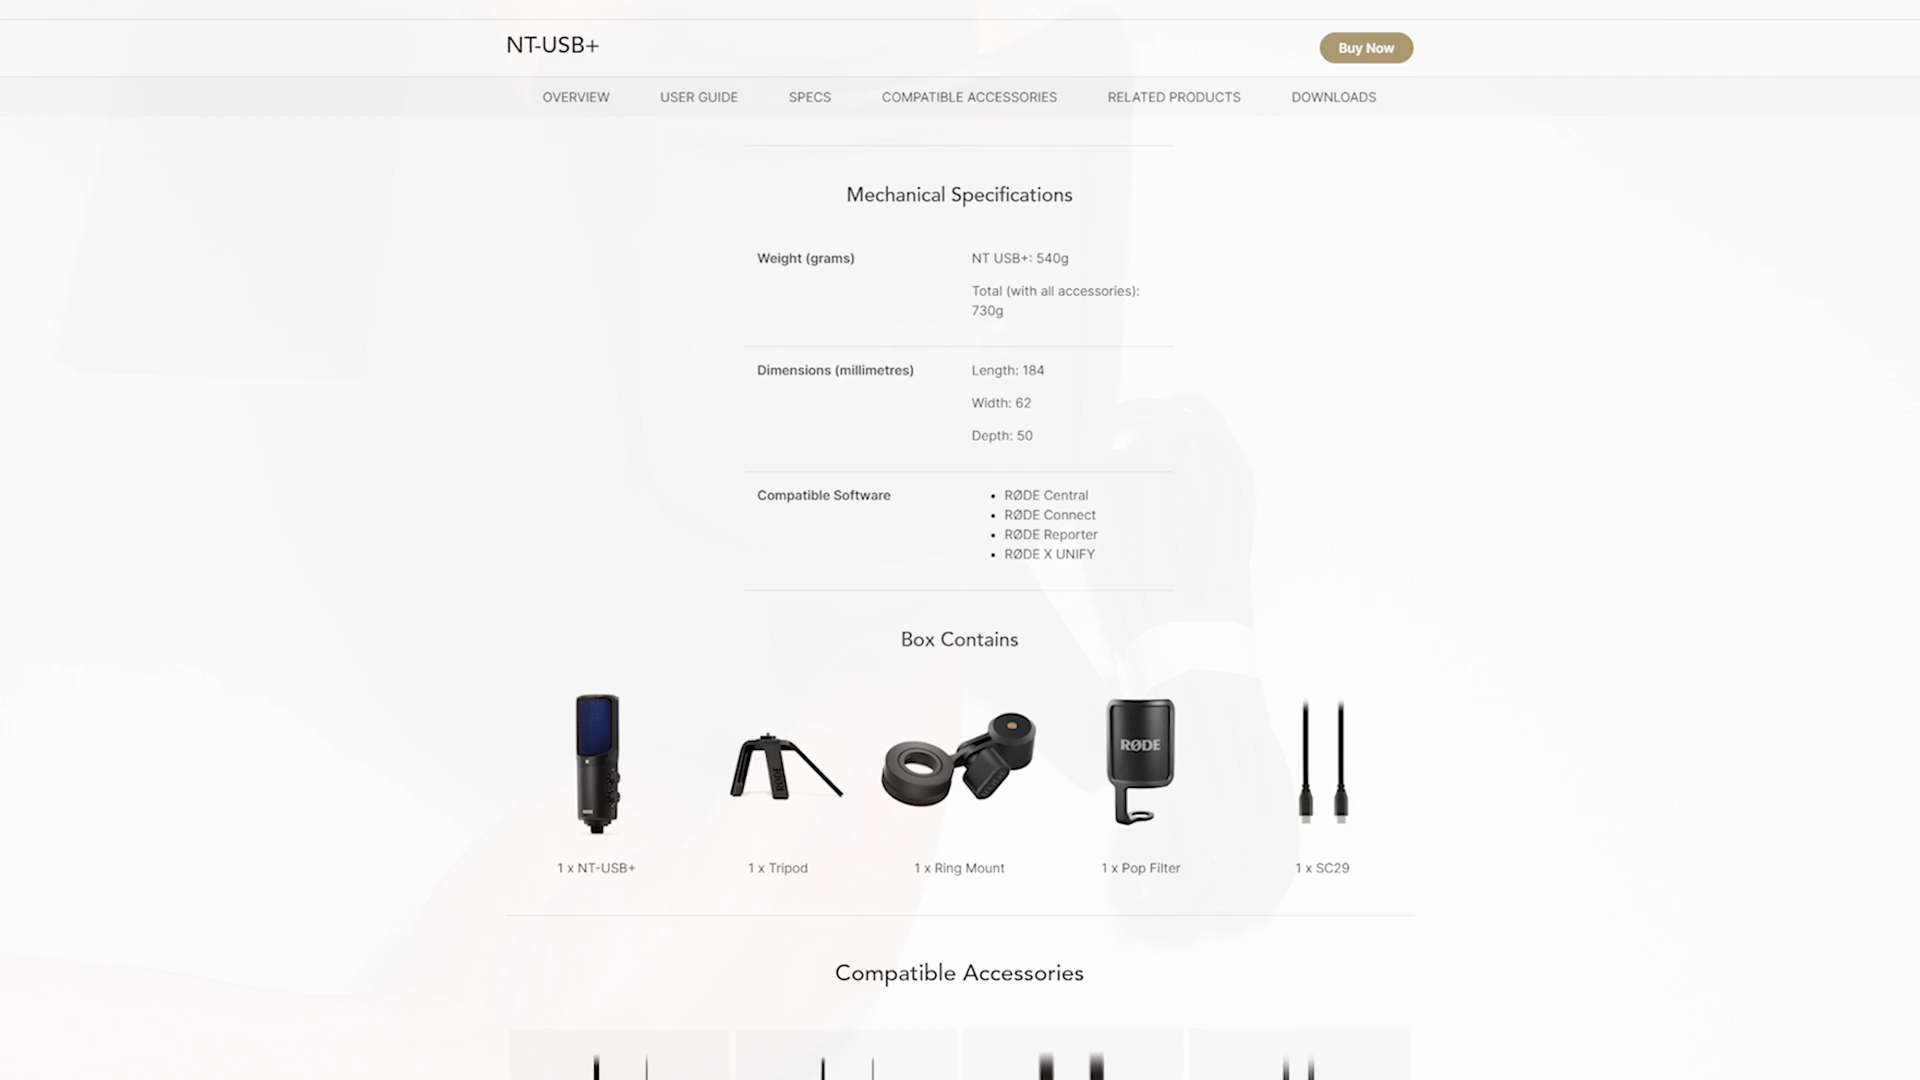 NT-USB+
Buy Now
OVERVIEW
USER GUIDE
SPECS
COMPATIBLE ACCESSORIES
RELATED PRODUCTS
DOWNLOADS
Mechanical Specifications
Weight (grams)
NT USB+: 540g
Total (with all accessories):
730g
Dimensions (millimetres)
Length: 184
Width: 62
Depth: 50
Compatible Software
• RØDE Central
• RØDE Connect
• RØDE Reporter
• RØDE X UNIFY
Box Contains
RØDE
RØDE
1 x NT-USB+
1 x Tripod
1 x Ring Mount
1 x Pop Filter
1 x SC29
Compatible Accessories